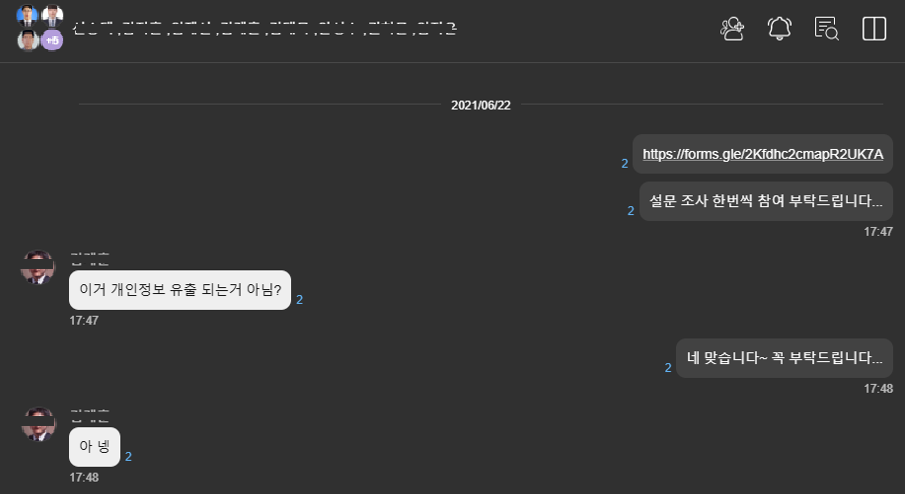 +6
2021/06/22
https://forms.gle/2Kfdhc2cmapR2UK7A
2
설문 조사 한번씩 참여 부탁드립니다...
2
17:47
이거 개인정보 유출 되는거 아님?
2
17:47
네 맞습니다~ 꼭 부탁드립니다...
2
17:48
아 넹
2
17:48